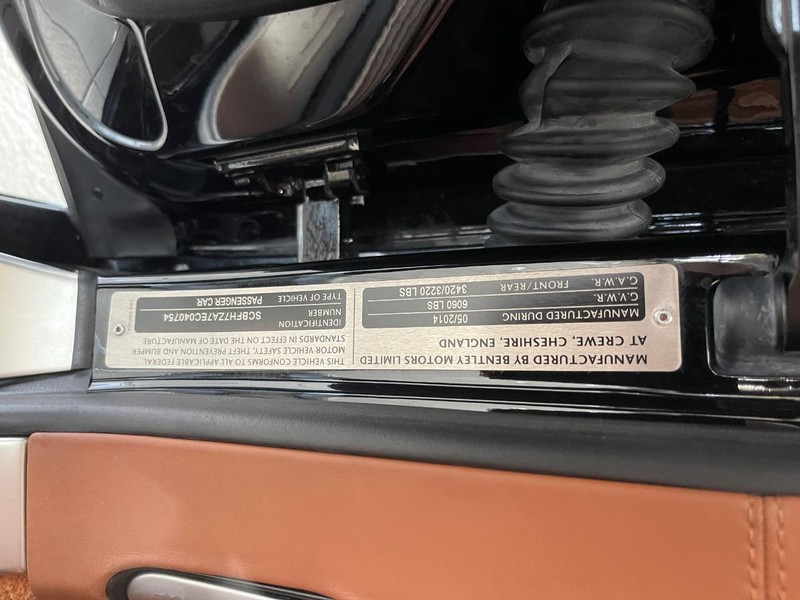 MANUFACTURED BY BENTLEY MOTORS LIMITED
AT CREWE, CHESHIRE, ENGLAND
MANUFACTURED DURING 05/2014
G.V.W.R. 6060 LBS
G.A.W.R. FRONT/REAR 3420/3220 LBS
THIS VEHICLE CONFORMS TO ALL APPLICABLE FEDERAL
MOTOR VEHICLE SAFETY, THEFT PREVENTION AND BUMPER
STANDARDS IN EFFECT ON THE DATE OF MANUFACTURE
IDENTIFICATION
NUMBER SCBFH7ZA7EC040754
TYPE OF VEHICLE PASSENGER CAR